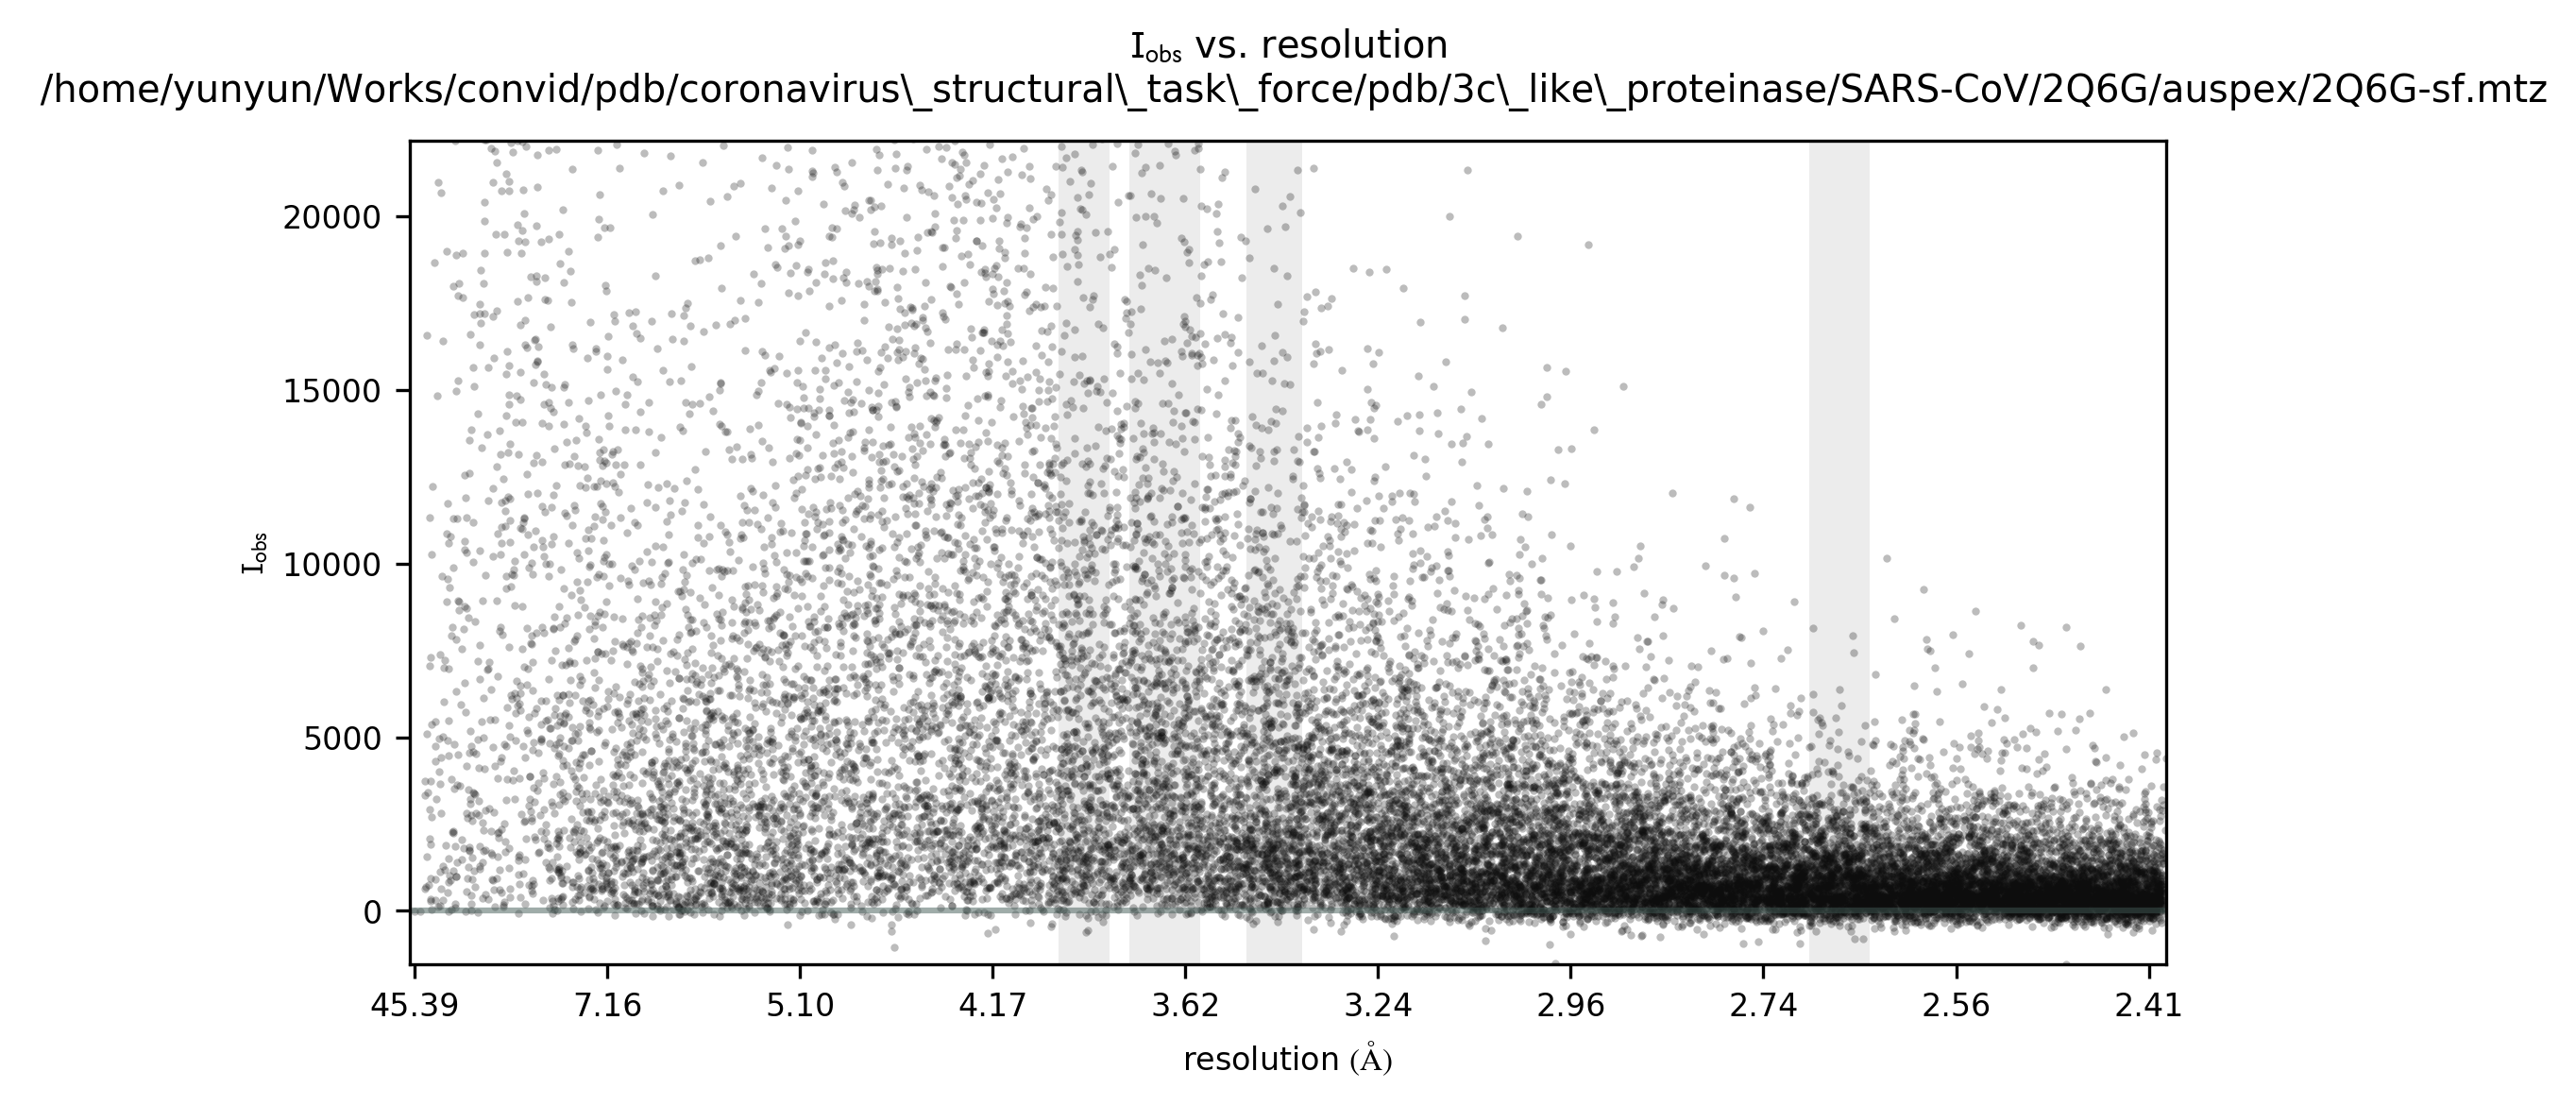 I_obs vs. resolution
/home/yunyun/Works/convid/pdb/coronavirus\_structural\_task\_force/pdb/3c\_like\_proteinase/SARS-CoV/2Q6G/auspex/2Q6G-sf.mtz
20000
15000
I_obs
10000
5000
0
45.39 7.16 5.10 4.17 3.62 3.24 2.96 2.74 2.56 2.41
resolution (Å)